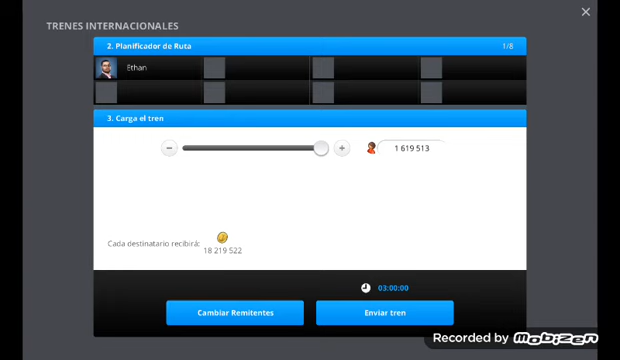 TRENES INTERNACIONALES
2. Planificador de Ruta 1/8
Ethan
3. Carga el tren
1 619 513
Cada destinatario recibirá:
18 219 522
03:00:00
Cambiar Remitentes Enviar tren
Recorded by mobizen